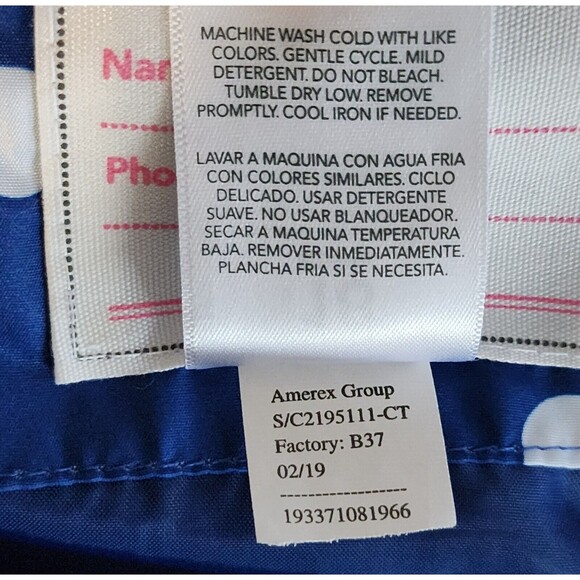 MACHINE WASH COLD WITH LIKE
COLORS. GENTLE CYCLE. MILD
DETERGENT. DO NOT BLEACH.
TUMBLE DRY LOW. REMOVE
PROMPTLY. COOL IRON IF NEEDED.
LAVAR A MAQUINA CON AGUA FRIA
CON COLORES SIMILARES. CICLO
DELICADO. USAR DETERGENTE
SUAVE. NO USAR BLANQUEADOR.
SECAR A MAQUINA TEMPERATURA
BAJA. REMOVER INMEDIATAMENTE.
PLANCHA FRIA SI SE NECESITA.
Amerex Group
S/C2195111-CT
Factory: B37
02/19
193371081966